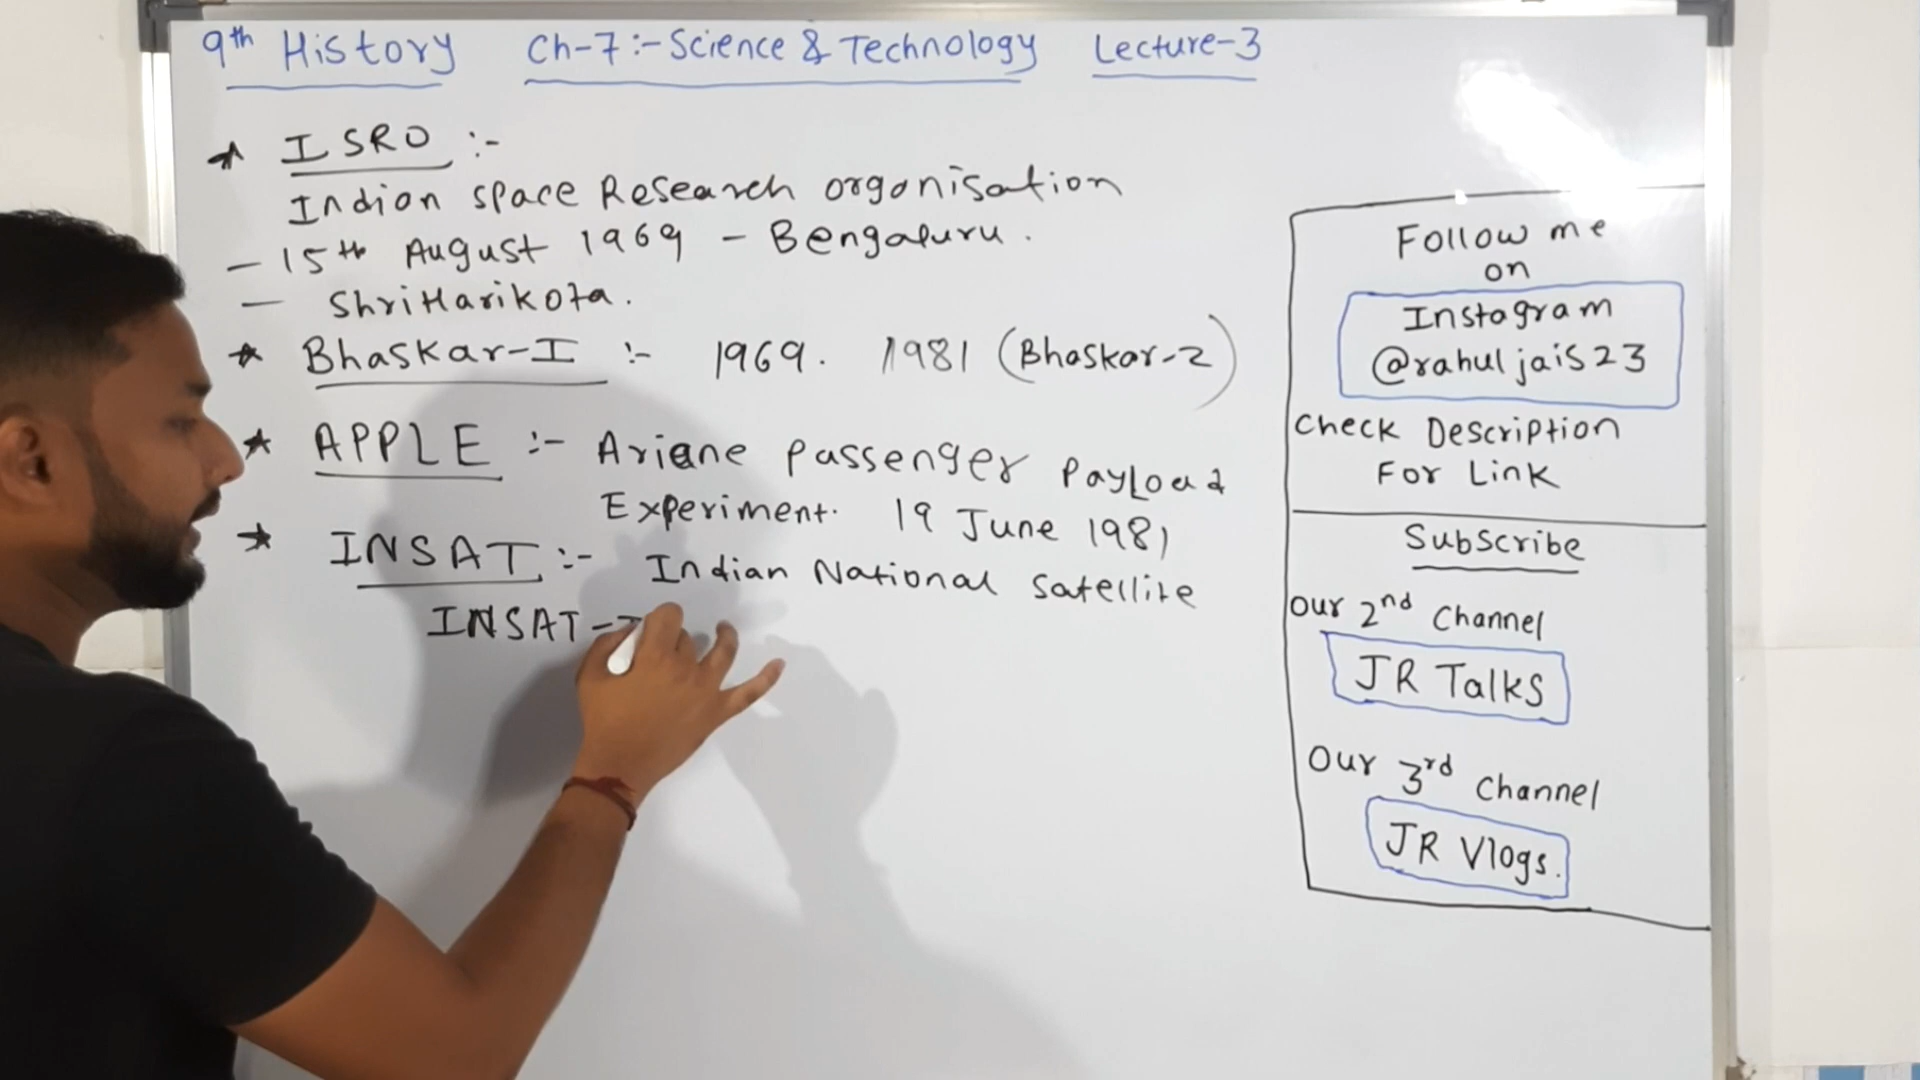 9th History Ch-7:- Science & Technology Lecture-3
ISRO :-
Indian Space Research organisation
- 15th August 1969 - Bengaluru.
- ShriHarikota.
Bhaskar-I :- 1969. 1981 (Bhaskar-2)
APPLE :- Ariane Passenger Payload
Experiment. 19 June 1981
INSAT :- Indian National Satellite
INSAT-
Follow me
on
Instagram
@rahuljais23
Check Description
For Link
Subscribe
Our 2nd Channel
JR Talks
Our 3rd Channel
JR Vlogs.